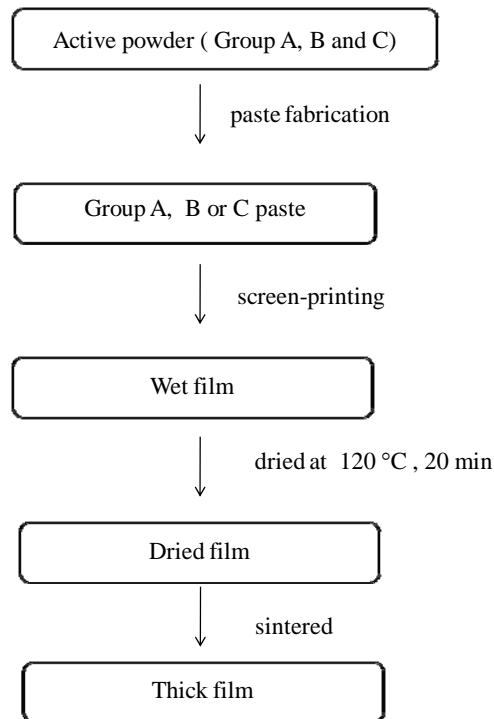 Active powder ( Group A, B and C)
paste fabrication
Group A, B or C paste
screen-printing
Wet film
dried at 120 °C , 20 min
Dried film
sintered
Thick film